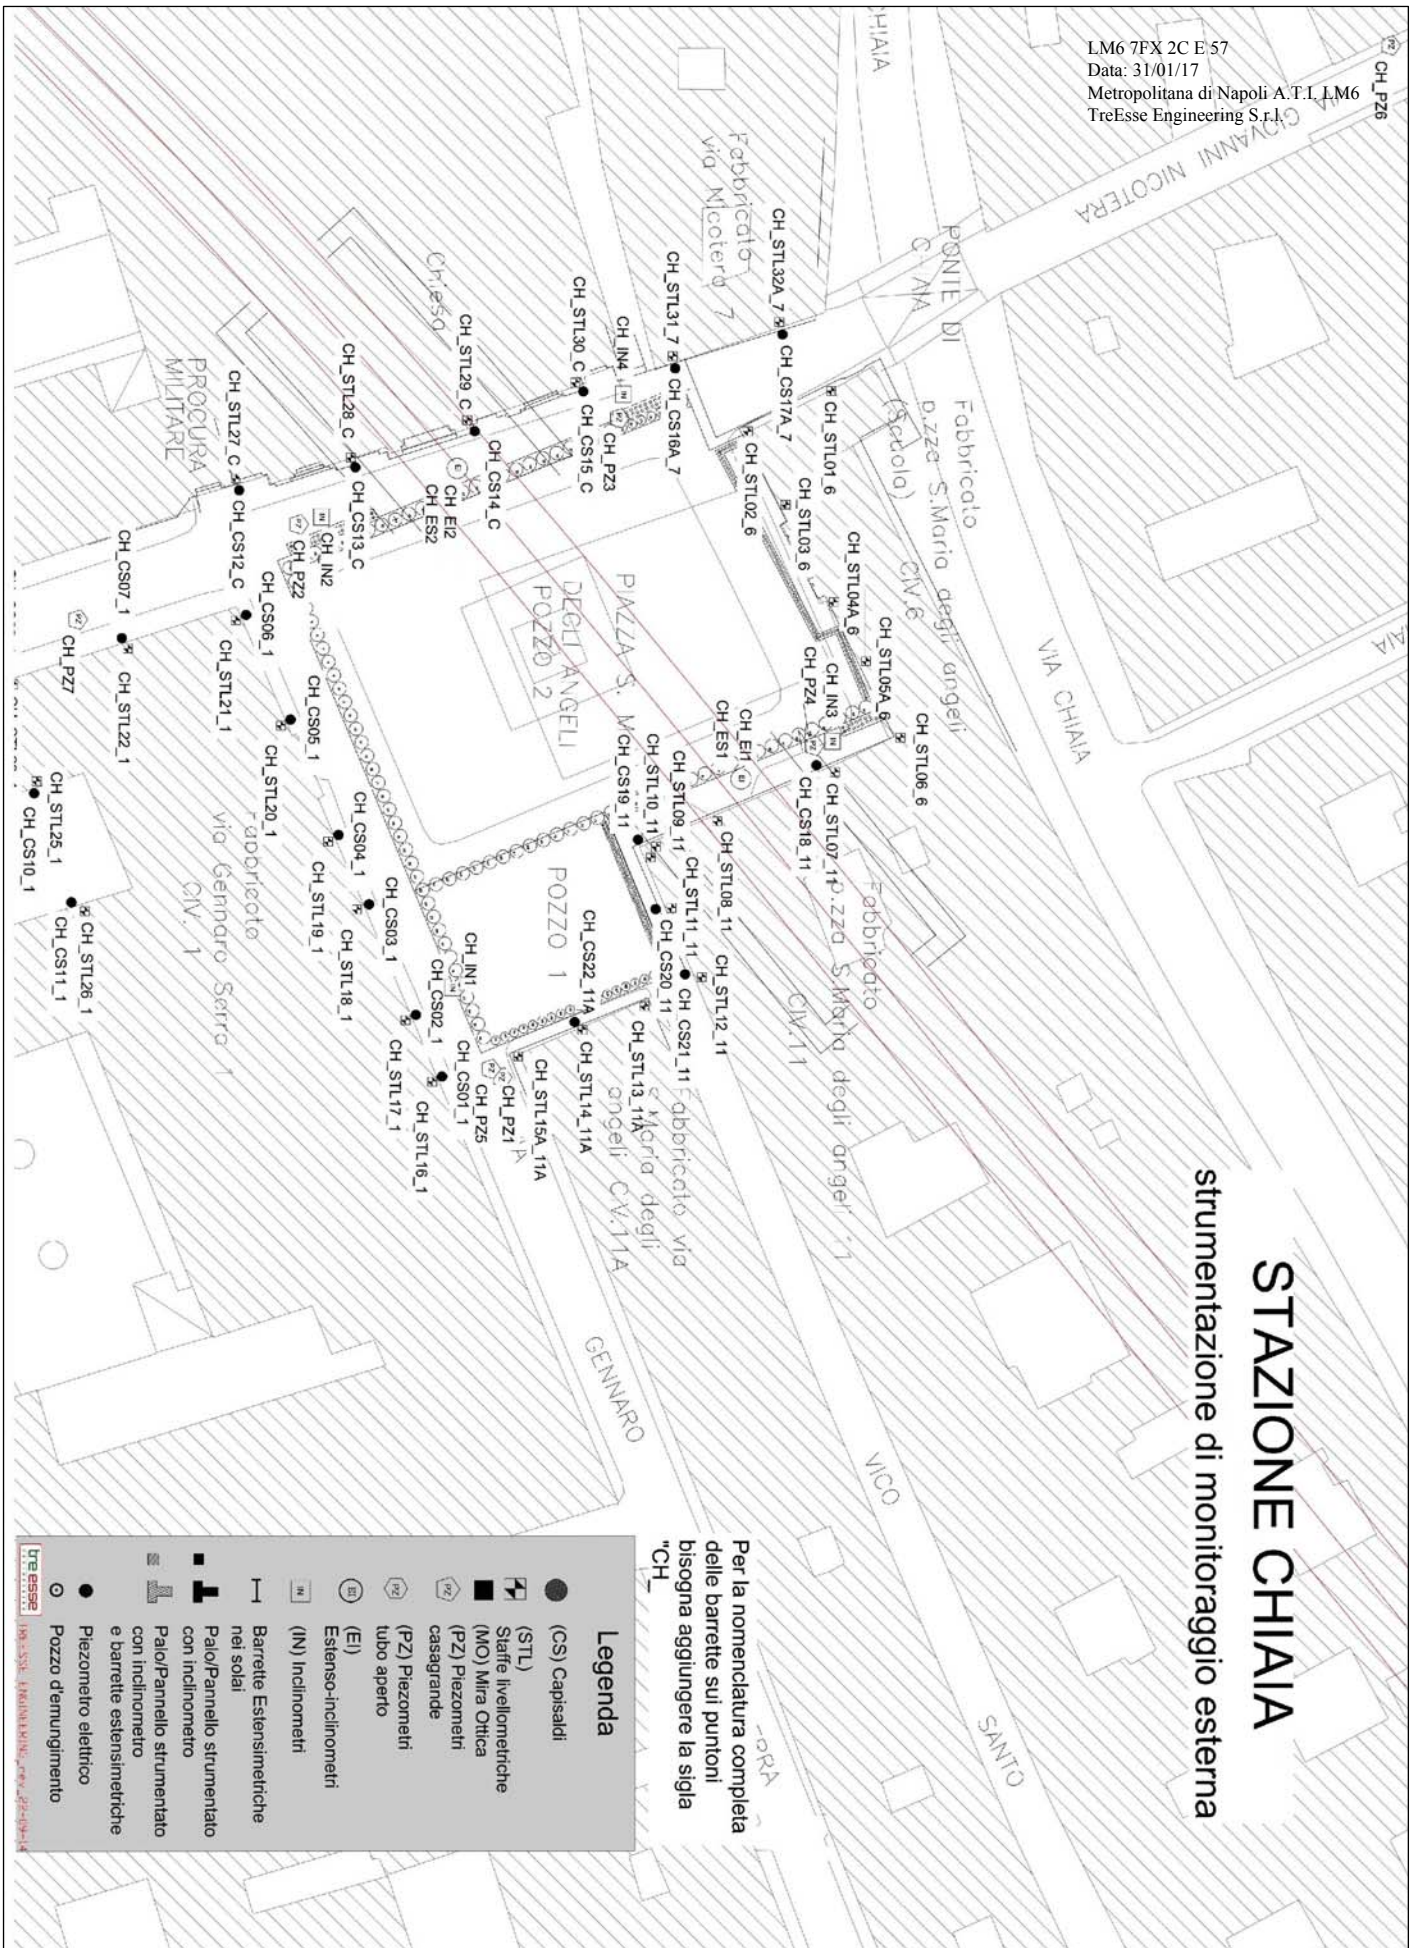 LM6 7FX 2C E 57
Data: 31/01/17
Metropolitana di Napoli A.T.I. LM6
TreEsse Engineering S.r.l.
STAZIONE CHIAIA
strumentazione di monitoraggio esterna
CH_PZ6
VIA GIOVANNI NICOTERA
CHIAIA
PONTE DI
VIA CHIAIA
Fabbricato
via Nicotera 7
Fabbricato
p.zza S.Maria degli angeli
(Scuola) CIV.6
CH_STL32A_7
CH_CS17A_7
CH_STL31_7
CH_CS16A_7
CH_STL01_6
CH_STL02_6
CH_STL03_6
CH_STL04A_6
CH_STL05A_6
CH_STL06_6
CH_IN4
CH_PZ3
CH_STL30_C
CH_CS15_C
CH_STL29_C
CH_CS14_C
CH_EI2
CH_ES2
Chiesa
CH_STL28_C
CH_CS13_C
CH_IN2
CH_PZ2
CH_STL27_C
CH_CS12_C
PROCURA
MILITARE
PIAZZA S. M
DEGLI ANGELI
POZZO 2
CH_IN3
CH_PZ4
CH_EI1
CH_ES1
CH_STL07_11
CH_CS18_11
CH_STL08_11
CH_STL09_11
CH_STL10_11
CH_CS19_11
CH_STL11_11
CH_CS20_11
CH_STL12_11
CH_CS21_11
Fabbricato
p.zza S.Maria degli angeli 11
CIV.11
POZZO 1
CH_CS22_11A
CH_STL13_11A
CH_STL14_11A
CH_STL15A_11A
Fabbricato via
S Maria degli
angeli CV.11A
CH_PZ1
CH_PZ5
CH_IN1
CH_CS01_1
CH_STL16_1
CH_CS02_1
CH_STL17_1
CH_CS03_1
CH_STL18_1
CH_STL19_1
CH_CS04_1
CH_CS05_1
CH_STL20_1
CH_CS06_1
CH_STL21_1
CH_CS07_1
CH_STL22_1
CH_PZ7
Fabbricato
via Gennaro Serra 1
CIV. 1
CH_STL25_1
CH_CS10_1
CH_STL26_1
CH_CS11_1
GENNARO
VICO
SANTO
Per la nomenclatura completa
delle barrette sui puntoni
bisogna aggiungere la sigla
"CH_
Legenda
(CS) Capisaldi
(STL)
Staffe livellometriche
(MO) Mira Ottica
PZ
(PZ) Piezometri
casagrande
PZ
(PZ) Piezometri
tubo aperto
EI
(EI)
Estenso-inclinometri
IN
(IN) Inclinometri
Barrette Estensimetriche
nei solai
Palo/Pannello strumentato
con inclinometro
Palo/Pannello strumentato
con inclinometro
e barrette estensimetriche
Piezometro elettrico
Pozzo d'emungimento
tre esse